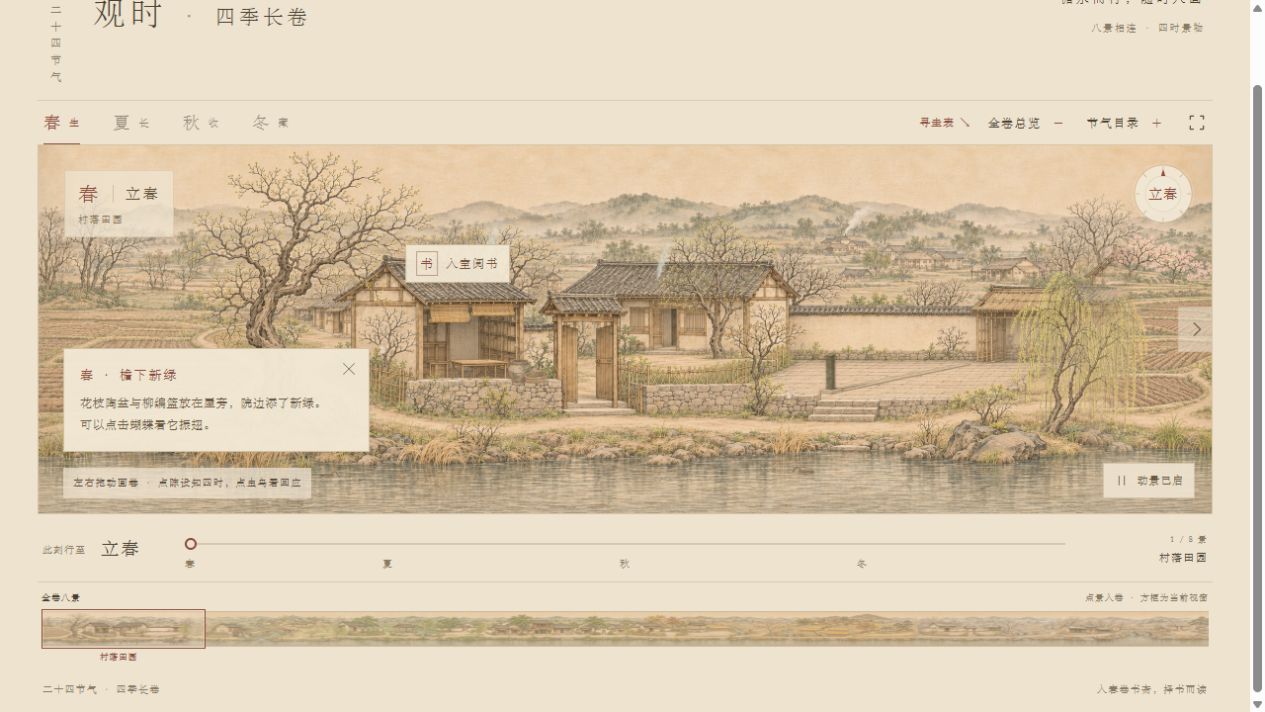 二十四节气
观时 · 四季长卷
八景相连 · 四时景物
春 生
夏 长
秋 收
冬 藏
寻生衰 ↘
全卷总览 −
节气目录 +
春 立春
村落田园
立春
书 入室阅书
春 · 檐下新绿
花枝陶盆与柳编篮放在屋旁，院边添了新绿。
可以点击蝴蝶看它振翅。
左右拖动画卷 · 点陈设知四时，点虫鸟看回应
动景已启
此刻行至 立春
春 夏 秋 冬
1 / 8 景
村落田园
全卷八景
点景入卷 · 方框为当前视窗
村落田园
二十四节气 · 四季长卷
入春卷书斋，择书而读